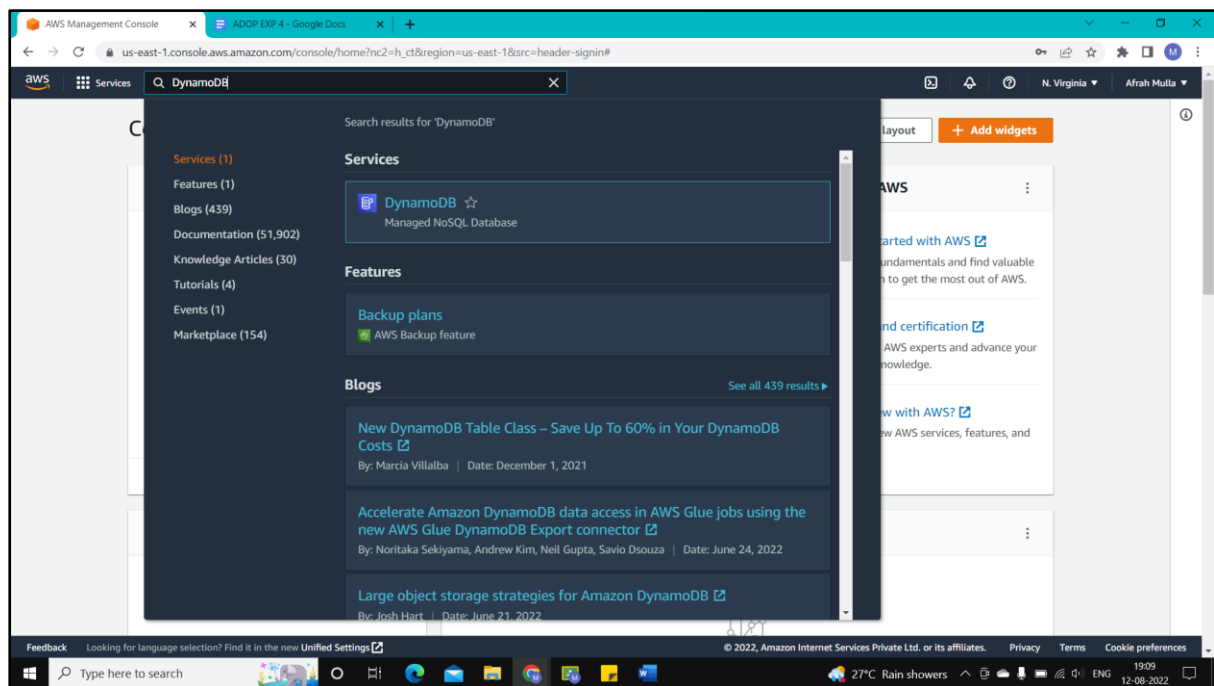 AWS Management Console
ADOP EXP 4 - Google Docs
us-east-1.console.aws.amazon.com/console/home?nc2=h_ct&region=us-east-1&src=header-signin#
M
aws Services DynamoDB N. Virginia Afrah Mulla
Search results for 'DynamoDB'
C
layout + Add widgets
Services (1)
Features (1)
Blogs (439)
Documentation (51,902)
Knowledge Articles (30)
Tutorials (4)
Events (1)
Marketplace (154)
Services
DynamoDB
Managed NoSQL Database
Features
Backup plans
AWS Backup feature
Blogs
See all 439 results
New DynamoDB Table Class – Save Up To 60% in Your DynamoDB
Costs
By: Marcia Villalba | Date: December 1, 2021
Accelerate Amazon DynamoDB data access in AWS Glue jobs using the
new AWS Glue DynamoDB Export connector
By: Noritaka Sekiyama, Andrew Kim, Neil Gupta, Savio Dsouza | Date: June 24, 2022
Large object storage strategies for Amazon DynamoDB
By: Josh Hart | Date: June 21, 2022
AWS
arted with AWS
undamentals and find valuable
n to get the most out of AWS.
nd certification
AWS experts and advance your
nowledge.
w with AWS?
ew AWS services, features, and
Feedback Looking for language selection? Find it in the new Unified Settings © 2022, Amazon Internet Services Private Ltd. or its affiliates. Privacy Terms Cookie preferences
Type here to search 27°C Rain showers ENG 19:09
12-08-2022